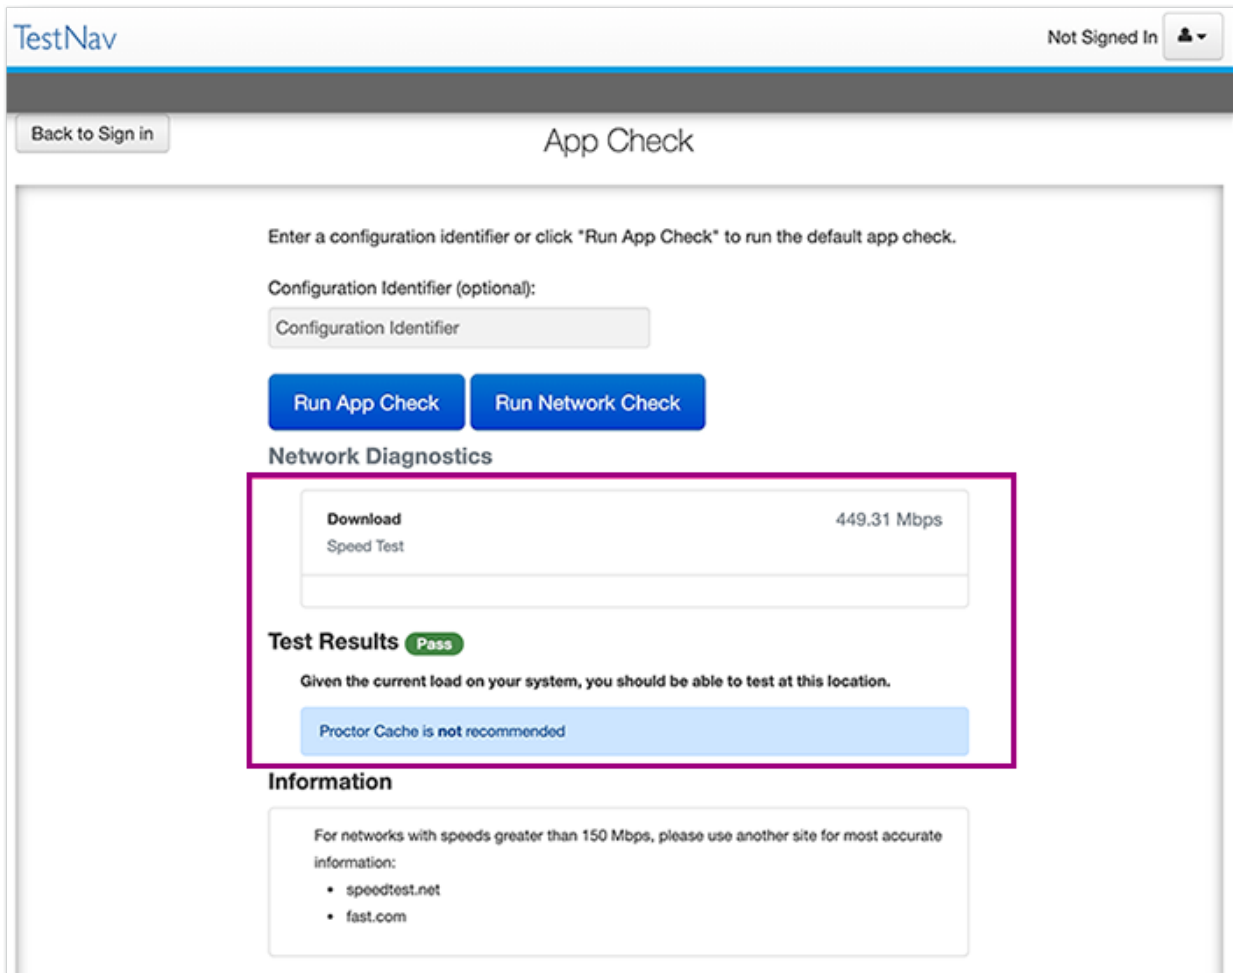 TestNav
Not Signed In
Back to Sign in
App Check
Enter a configuration identifier or click "Run App Check" to run the default app check.
Configuration Identifier (optional):
Configuration Identifier
Run App Check
Run Network Check
Network Diagnostics
Download 449.31 Mbps
Speed Test
Test Results Pass
Given the current load on your system, you should be able to test at this location.
Proctor Cache is not recommended
Information
For networks with speeds greater than 150 Mbps, please use another site for most accurate
information:
• speedtest.net
• fast.com